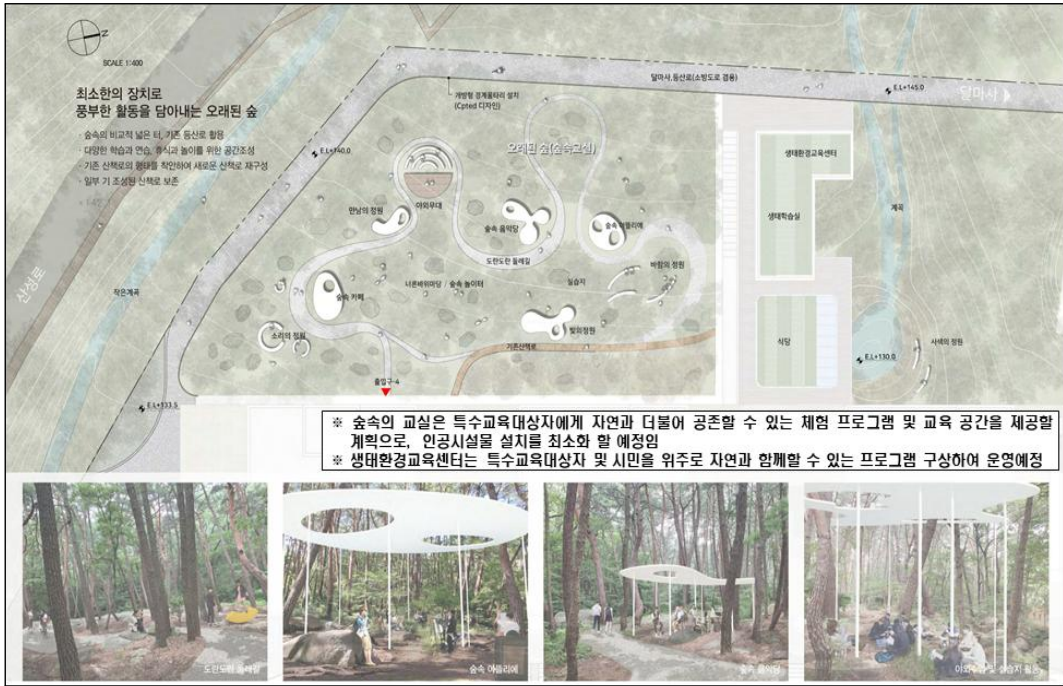 Z
SCALE 1:400
최소한의 장치로
풍부한 활동을 담아내는 오래된 숲
· 숲속의 비교적 넓은 터, 기존 등산로 활용
· 다양한 학습과 연습, 휴식과 놀이를 위한 공간조성
· 기존 산책로의 형태를 착안하여 새로운 산책로 재구성
· 일부 기 조성된 산책로 보존
개방형 경계울타리 설치
(Cpted 디자인)
달마사,등산로(소방도로 겸용)
달마사
E.L+145.0
E.L+140.0
오래된 숲(숲속교실)
생태환경교육센터
만남의 정원
야외무대
숲속 음악당
숲속 아뜰리에
생태학습실
계곡
도란도란 둘레길
바람의 정원
산성로
작은계곡
너른바위마당 / 숲속 놀이터
실습지
숲속 카페
소리의 정원
빛의정원
기존산책로
식당
E.L+130.0
사색의 정원
출입구-4
E.L+133.5
※ 숲속의 교실은 특수교육대상자에게 자연과 더불어 공존할 수 있는 체험 프로그램 및 교육 공간을 제공할
계획으로, 인공시설물 설치를 최소화 할 예정임
※ 생태환경교육센터는 특수교육대상자 및 시민을 위주로 자연과 함께할 수 있는 프로그램 구상하여 운영예정
도란도란 둘레길
숲속 아뜰리에
숲속 음악당
야외수업 및 실습지 활동